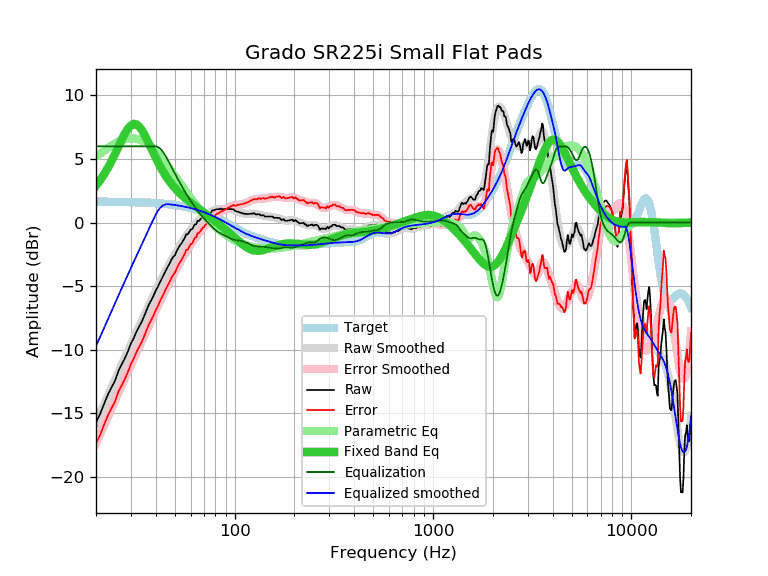 Grado SR225i Small Flat Pads
Amplitude (dBr)
10
5
0
−5
−10
−15
−20
Target
Raw Smoothed
Error Smoothed
Raw
Error
Parametric Eq
Fixed Band Eq
Equalization
Equalized smoothed
100
1000
10000
Frequency (Hz)